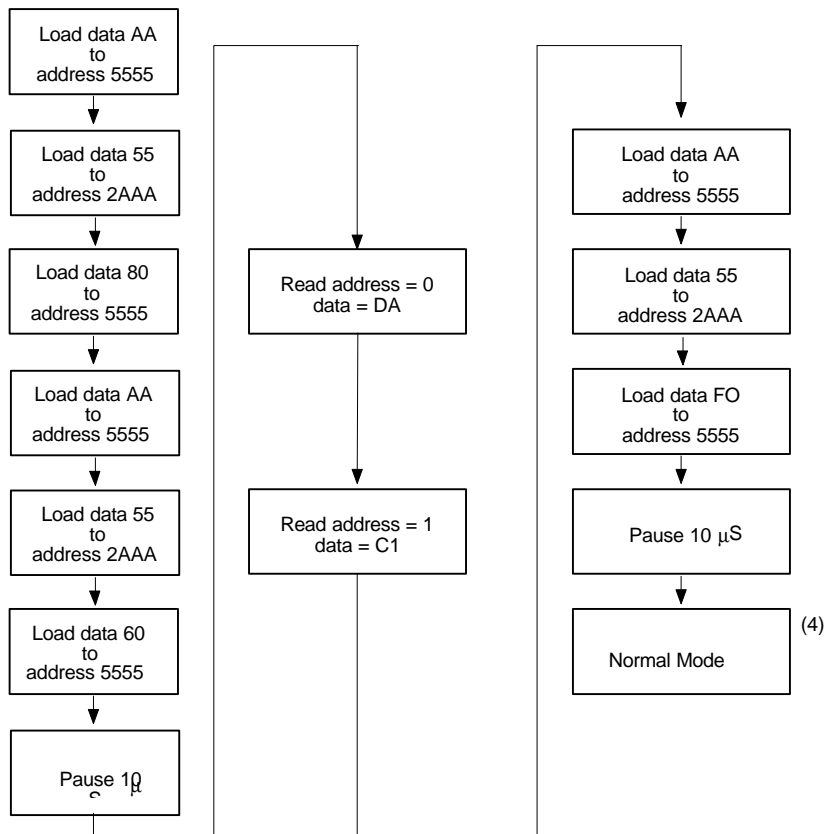 Load data AA
to
address 5555
Load data 55
to
address 2AAA
Load data 80
to
address 5555
Load data AA
to
address 5555
Load data 55
to
address 2AAA
Load data 60
to
address 5555
Pause 10
µ
S
Read address = 0
data = DA
Read address = 1
data = C1
Load data AA
to
address 5555
Load data 55
to
address 2AAA
Load data FO
to
address 5555
Pause 10 µS
Normal Mode
(4)